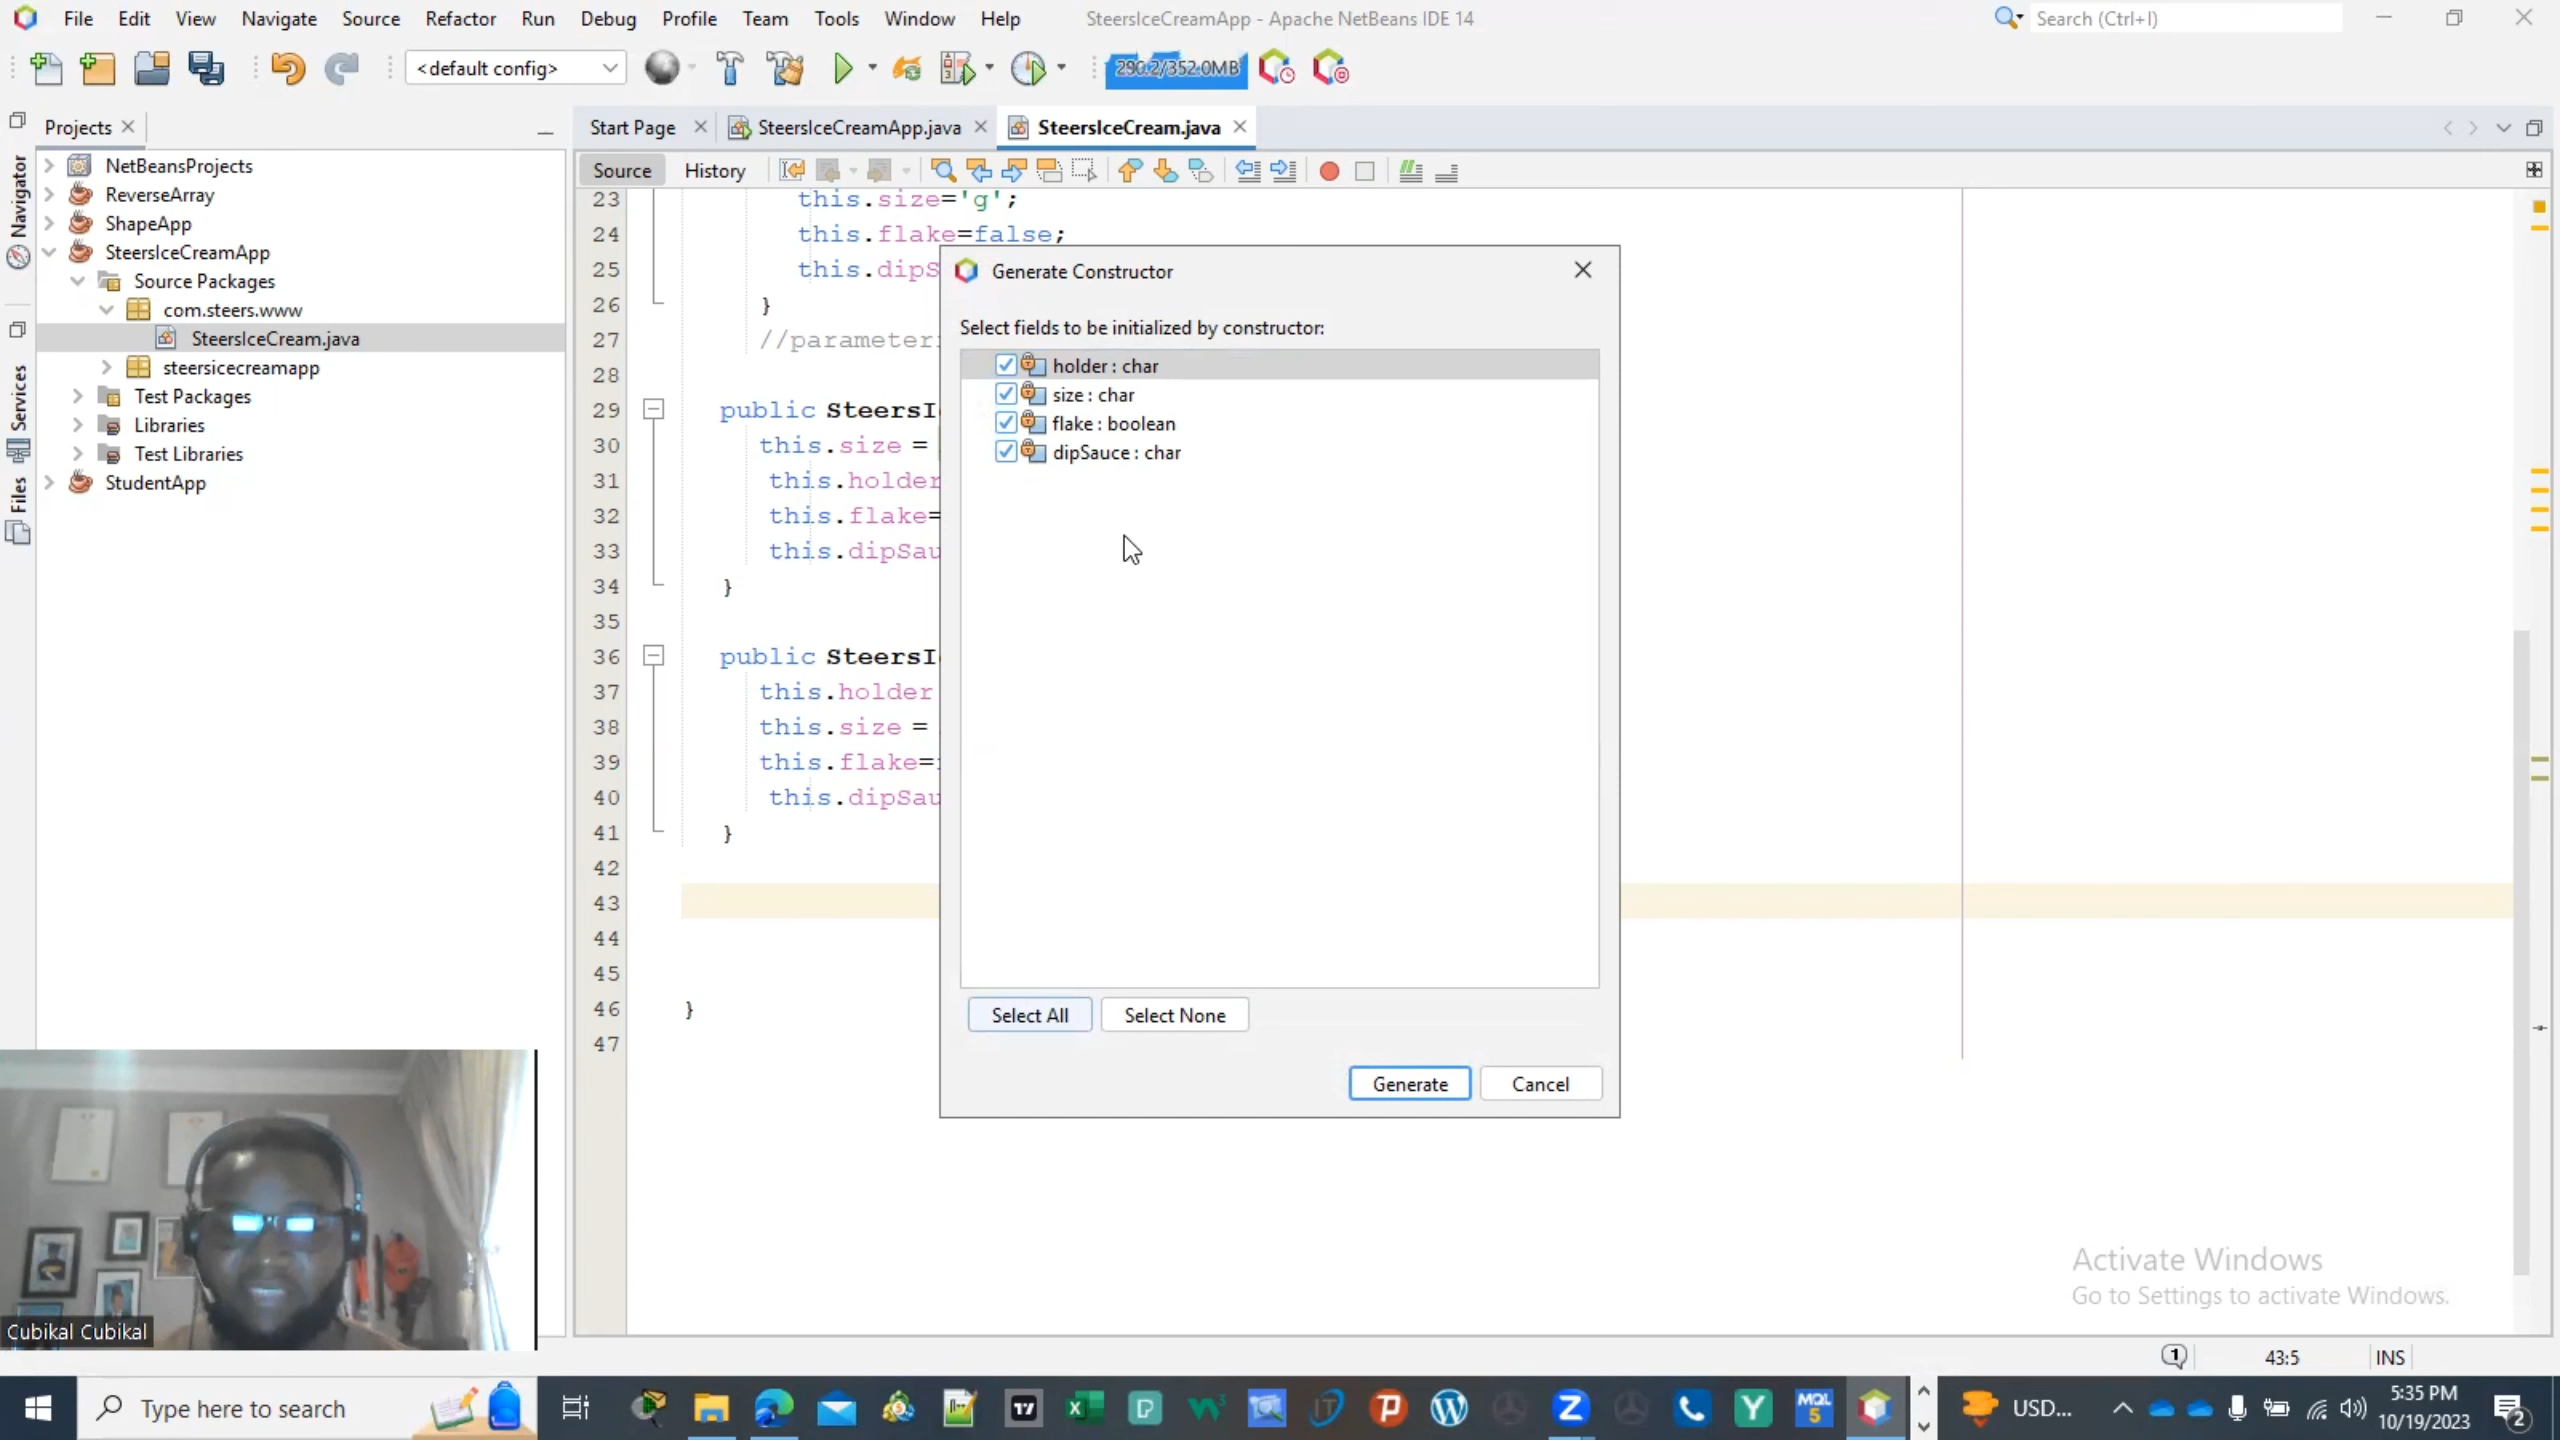 File Edit View Navigate Source Refactor Run Debug Profile Team Tools Window Help
SteersIceCreamApp - Apache NetBeans IDE 14
Search (Ctrl+I)
<default config>
290.2/352.0MB
Projects
Start Page
SteersIceCreamApp.java
SteersIceCream.java
Navigator
Services
Files
NetBeansProjects
ReverseArray
ShapeApp
SteersIceCreamApp
Source Packages
com.steers.www
SteersIceCream.java
steersicecreamapp
Test Packages
Libraries
Test Libraries
StudentApp
Source History
23 this.size='g';
24 this.flake=false;
25 this.dipS
26 }
27 //parameter
28
29 public SteersI
30 this.size =
31 this.holder
32 this.flake=
33 this.dipSau
34 }
35
36 public SteersI
37 this.holder
38 this.size =
39 this.flake=
40 this.dipSau
41 }
42
43
44
45
46 }
47
Generate Constructor
Select fields to be initialized by constructor:
holder : char
size : char
flake : boolean
dipSauce : char
Select All
Select None
Generate
Cancel
Activate Windows
Go to Settings to activate Windows.
Cubikal Cubikal
1
43:5
INS
Type here to search
USD...
5:35 PM
10/19/2023
2
MQL
5